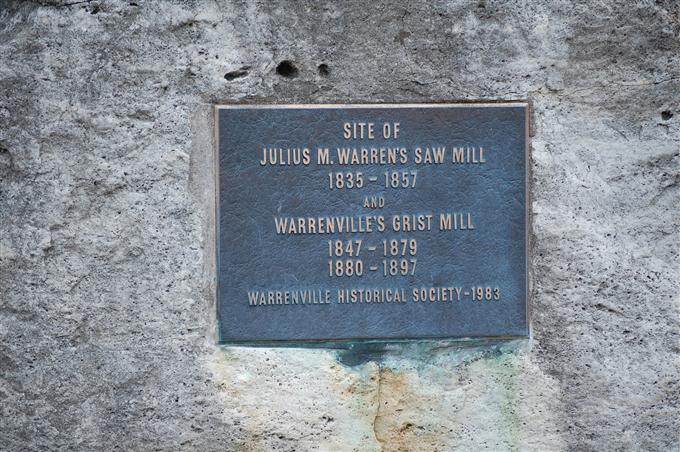 SITE OF
JULIUS M. WARREN'S SAW MILL
1835 - 1857
AND
WARRENVILLE'S GRIST MILL
1847 - 1879
1880 - 1897
WARRENVILLE HISTORICAL SOCIETY - 1983